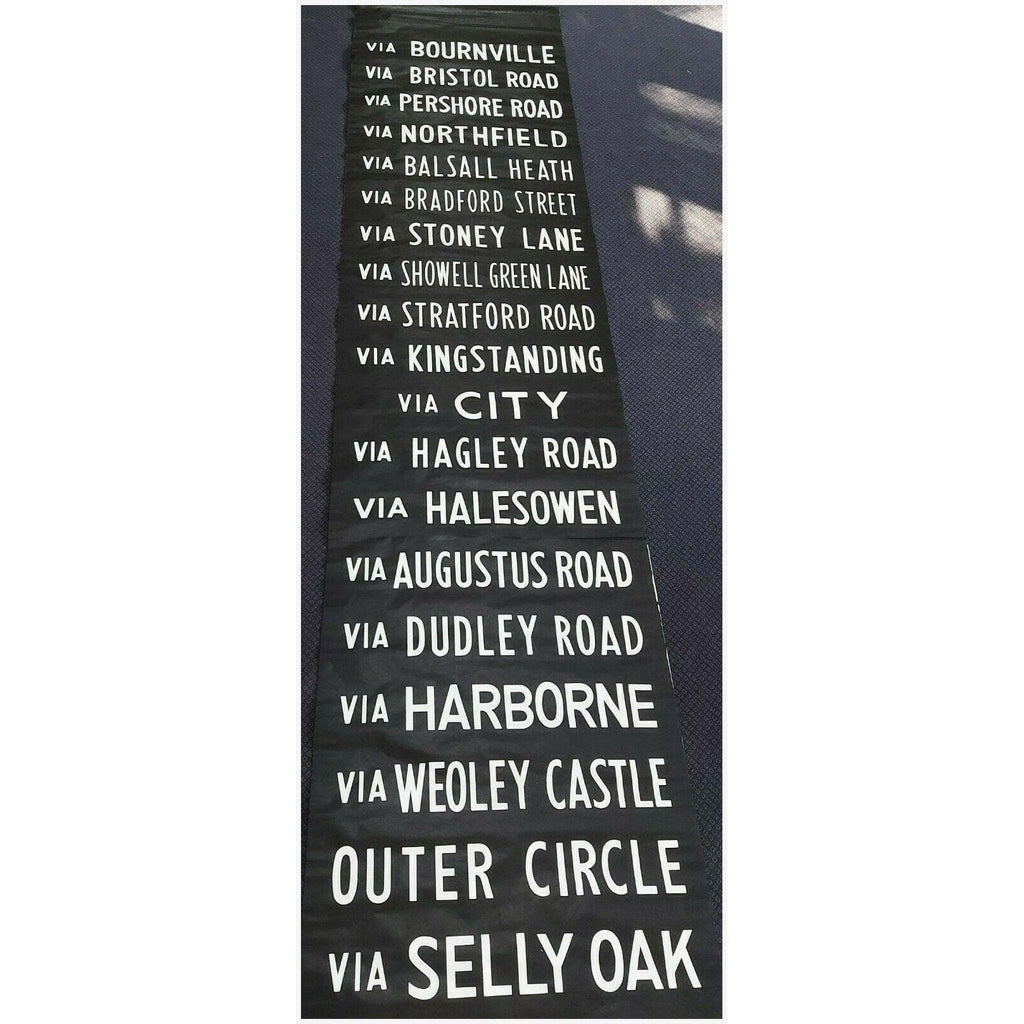 VIA BOURNVILLE
VIA BRISTOL ROAD
VIA PERSHORE ROAD
VIA NORTHFIELD
VIA BALSALL HEATH
VIA BRADFORD STREET
VIA STONEY LANE
VIA SHOWELL GREEN LANE
VIA STRATFORD ROAD
VIA KINGSTANDING
VIA CITY
VIA HAGLEY ROAD
VIA HALESOWEN
VIA AUGUSTUS ROAD
VIA DUDLEY ROAD
VIA HARBORNE
VIA WEOLEY CASTLE
OUTER CIRCLE
VIA SELLY OAK